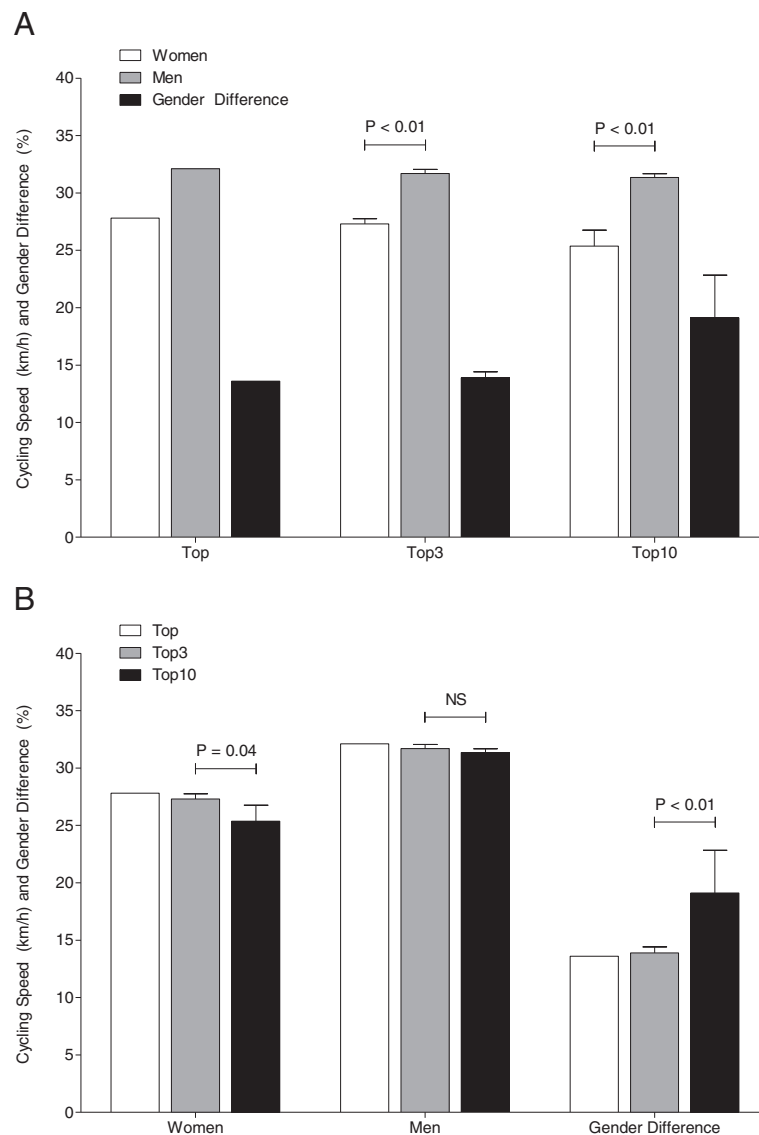 A
Women
Men
Gender Difference
Cycling Speed (km/h) and Gender Difference (%)
40
35
30
25
20
15
10
5
0
P < 0.01
P < 0.01
Top
Top3
Top10
B
Top
Top3
Top10
Cycling Speed (km/h) and Gender Difference (%)
40
35
30
25
20
15
10
5
0
P = 0.04
NS
P < 0.01
Women
Men
Gender Difference